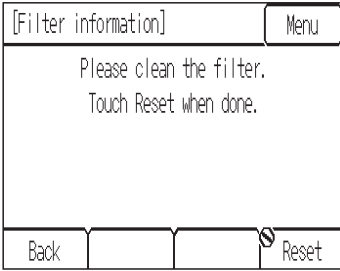 [Filter information]
Menu
Please clean the filter.
Touch Reset when done.
Back
Reset